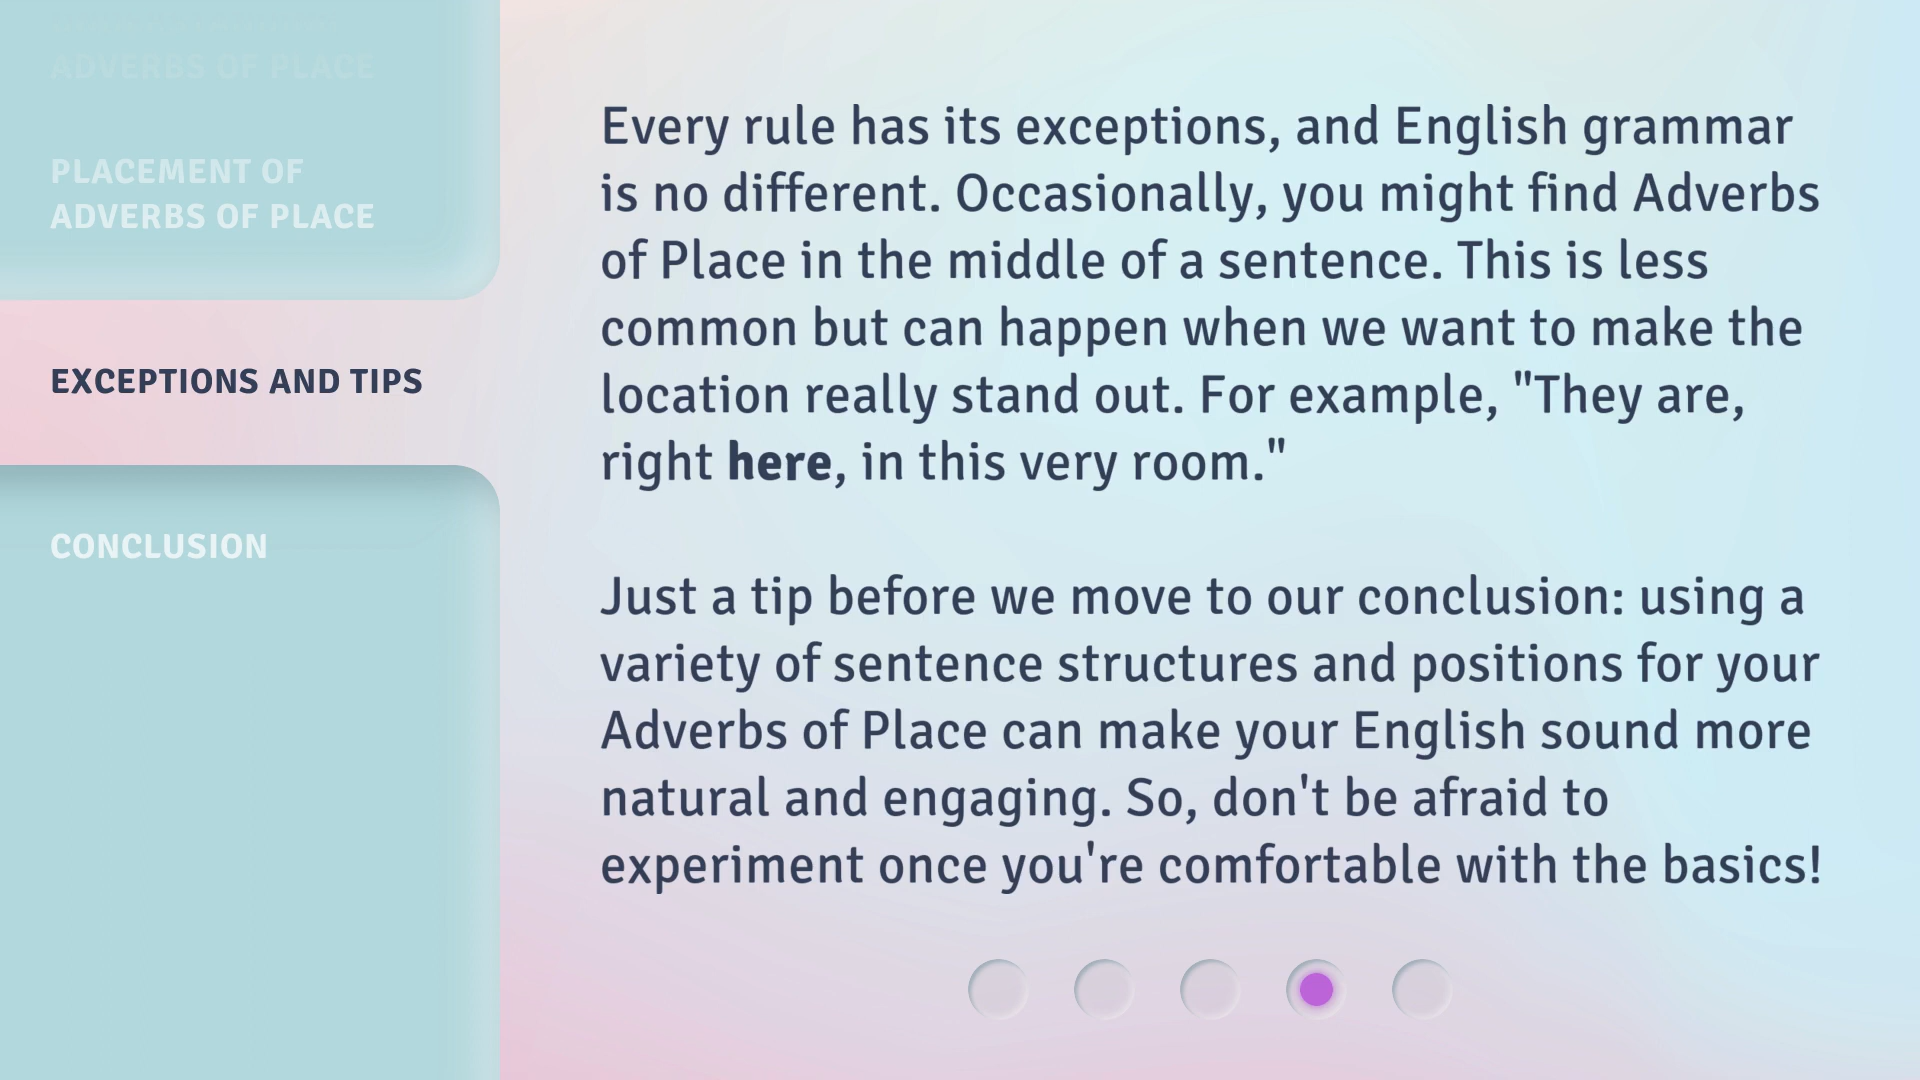 ADVERBS OF PLACE
PLACEMENT OF
ADVERBS OF PLACE
EXCEPTIONS AND TIPS
CONCLUSION
Every rule has its exceptions, and English grammar
is no different. Occasionally, you might find Adverbs
of Place in the middle of a sentence. This is less
common but can happen when we want to make the
location really stand out. For example, "They are,
right here, in this very room."
Just a tip before we move to our conclusion: using a
variety of sentence structures and positions for your
Adverbs of Place can make your English sound more
natural and engaging. So, don't be afraid to
experiment once you're comfortable with the basics!